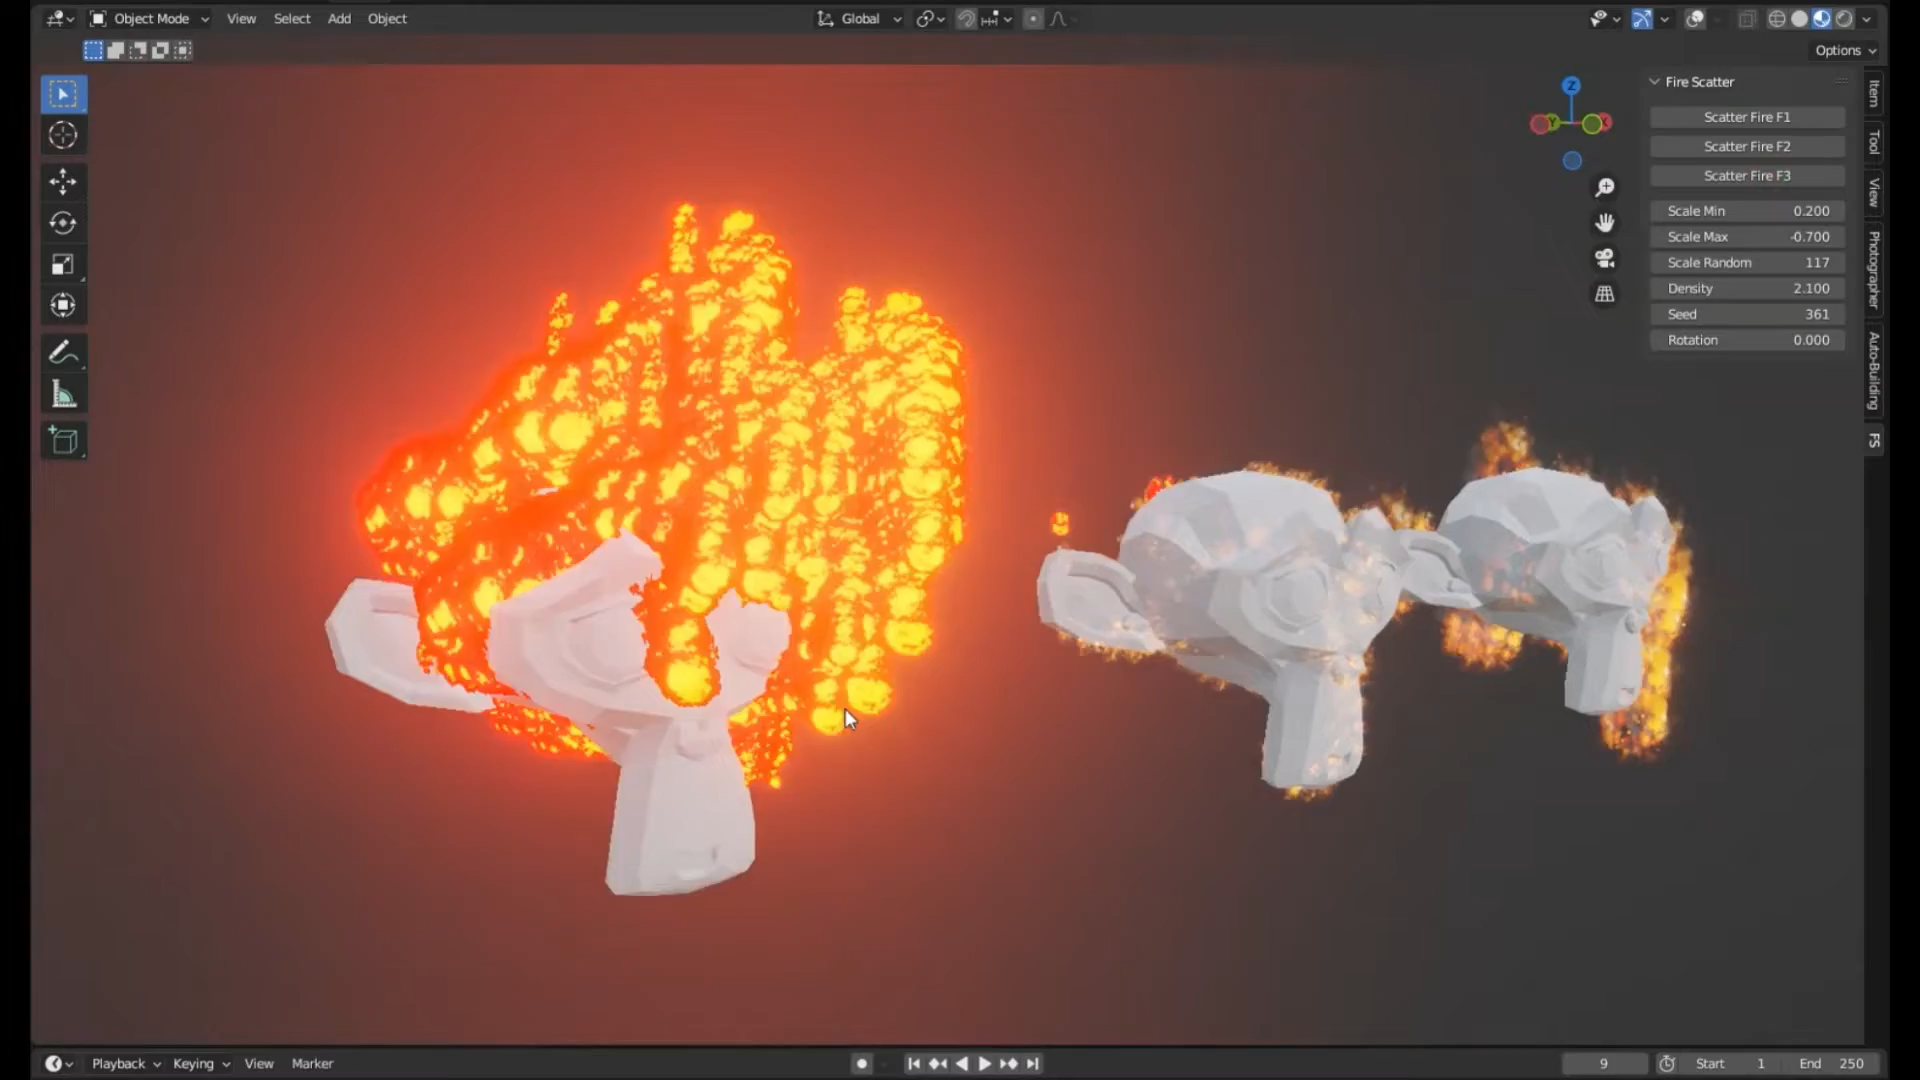 Object Mode View Select Add Object Global
Options
Fire Scatter
Scatter Fire F1
Scatter Fire F2
Scatter Fire F3
Scale Min 0.200
Scale Max -0.700
Scale Random 117
Density 2.100
Seed 361
Rotation 0.000
Z
Y
X
Item
Tool
View
Photographer
Auto-Building
FS
Playback Keying View Marker 9 Start 1 End 250